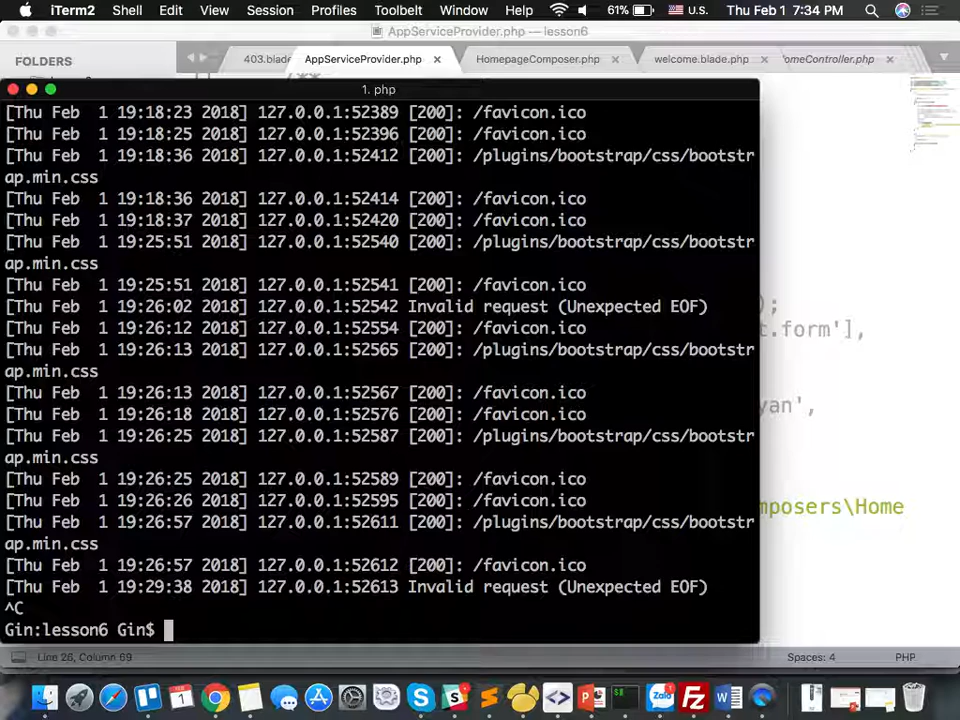 iTerm2 Shell Edit View Session Profiles Toolbelt Window Help 61% U.S. Thu Feb 1 7:34 PM
AppServiceProvider.php — lesson6
FOLDERS 403.blade AppServiceProvider.php × HomepageComposer.php × welcome.blade.php × omeController.php ×
/**
1. php
[Thu Feb  1 19:18:23 2018] 127.0.0.1:52389 [200]: /favicon.ico
[Thu Feb  1 19:18:25 2018] 127.0.0.1:52396 [200]: /favicon.ico
[Thu Feb  1 19:18:36 2018] 127.0.0.1:52412 [200]: /plugins/bootstrap/css/bootstr
ap.min.css
[Thu Feb  1 19:18:36 2018] 127.0.0.1:52414 [200]: /favicon.ico
[Thu Feb  1 19:18:37 2018] 127.0.0.1:52420 [200]: /favicon.ico
[Thu Feb  1 19:25:51 2018] 127.0.0.1:52540 [200]: /plugins/bootstrap/css/bootstr
ap.min.css
[Thu Feb  1 19:25:51 2018] 127.0.0.1:52541 [200]: /favicon.ico
[Thu Feb  1 19:26:02 2018] 127.0.0.1:52542 Invalid request (Unexpected EOF)
[Thu Feb  1 19:26:12 2018] 127.0.0.1:52554 [200]: /favicon.ico
[Thu Feb  1 19:26:13 2018] 127.0.0.1:52565 [200]: /plugins/bootstrap/css/bootstr
ap.min.css
[Thu Feb  1 19:26:13 2018] 127.0.0.1:52567 [200]: /favicon.ico
[Thu Feb  1 19:26:18 2018] 127.0.0.1:52576 [200]: /favicon.ico
[Thu Feb  1 19:26:25 2018] 127.0.0.1:52587 [200]: /plugins/bootstrap/css/bootstr
ap.min.css
[Thu Feb  1 19:26:25 2018] 127.0.0.1:52589 [200]: /favicon.ico
[Thu Feb  1 19:26:26 2018] 127.0.0.1:52595 [200]: /favicon.ico
[Thu Feb  1 19:26:57 2018] 127.0.0.1:52611 [200]: /plugins/bootstrap/css/bootstr
ap.min.css
[Thu Feb  1 19:26:57 2018] 127.0.0.1:52612 [200]: /favicon.ico
[Thu Feb  1 19:29:38 2018] 127.0.0.1:52613 Invalid request (Unexpected EOF)
^C
Gin:lesson6 Gin$
);
t.form'],
yan',
mposers\Home
Line 26, Column 69 Spaces: 4 PHP